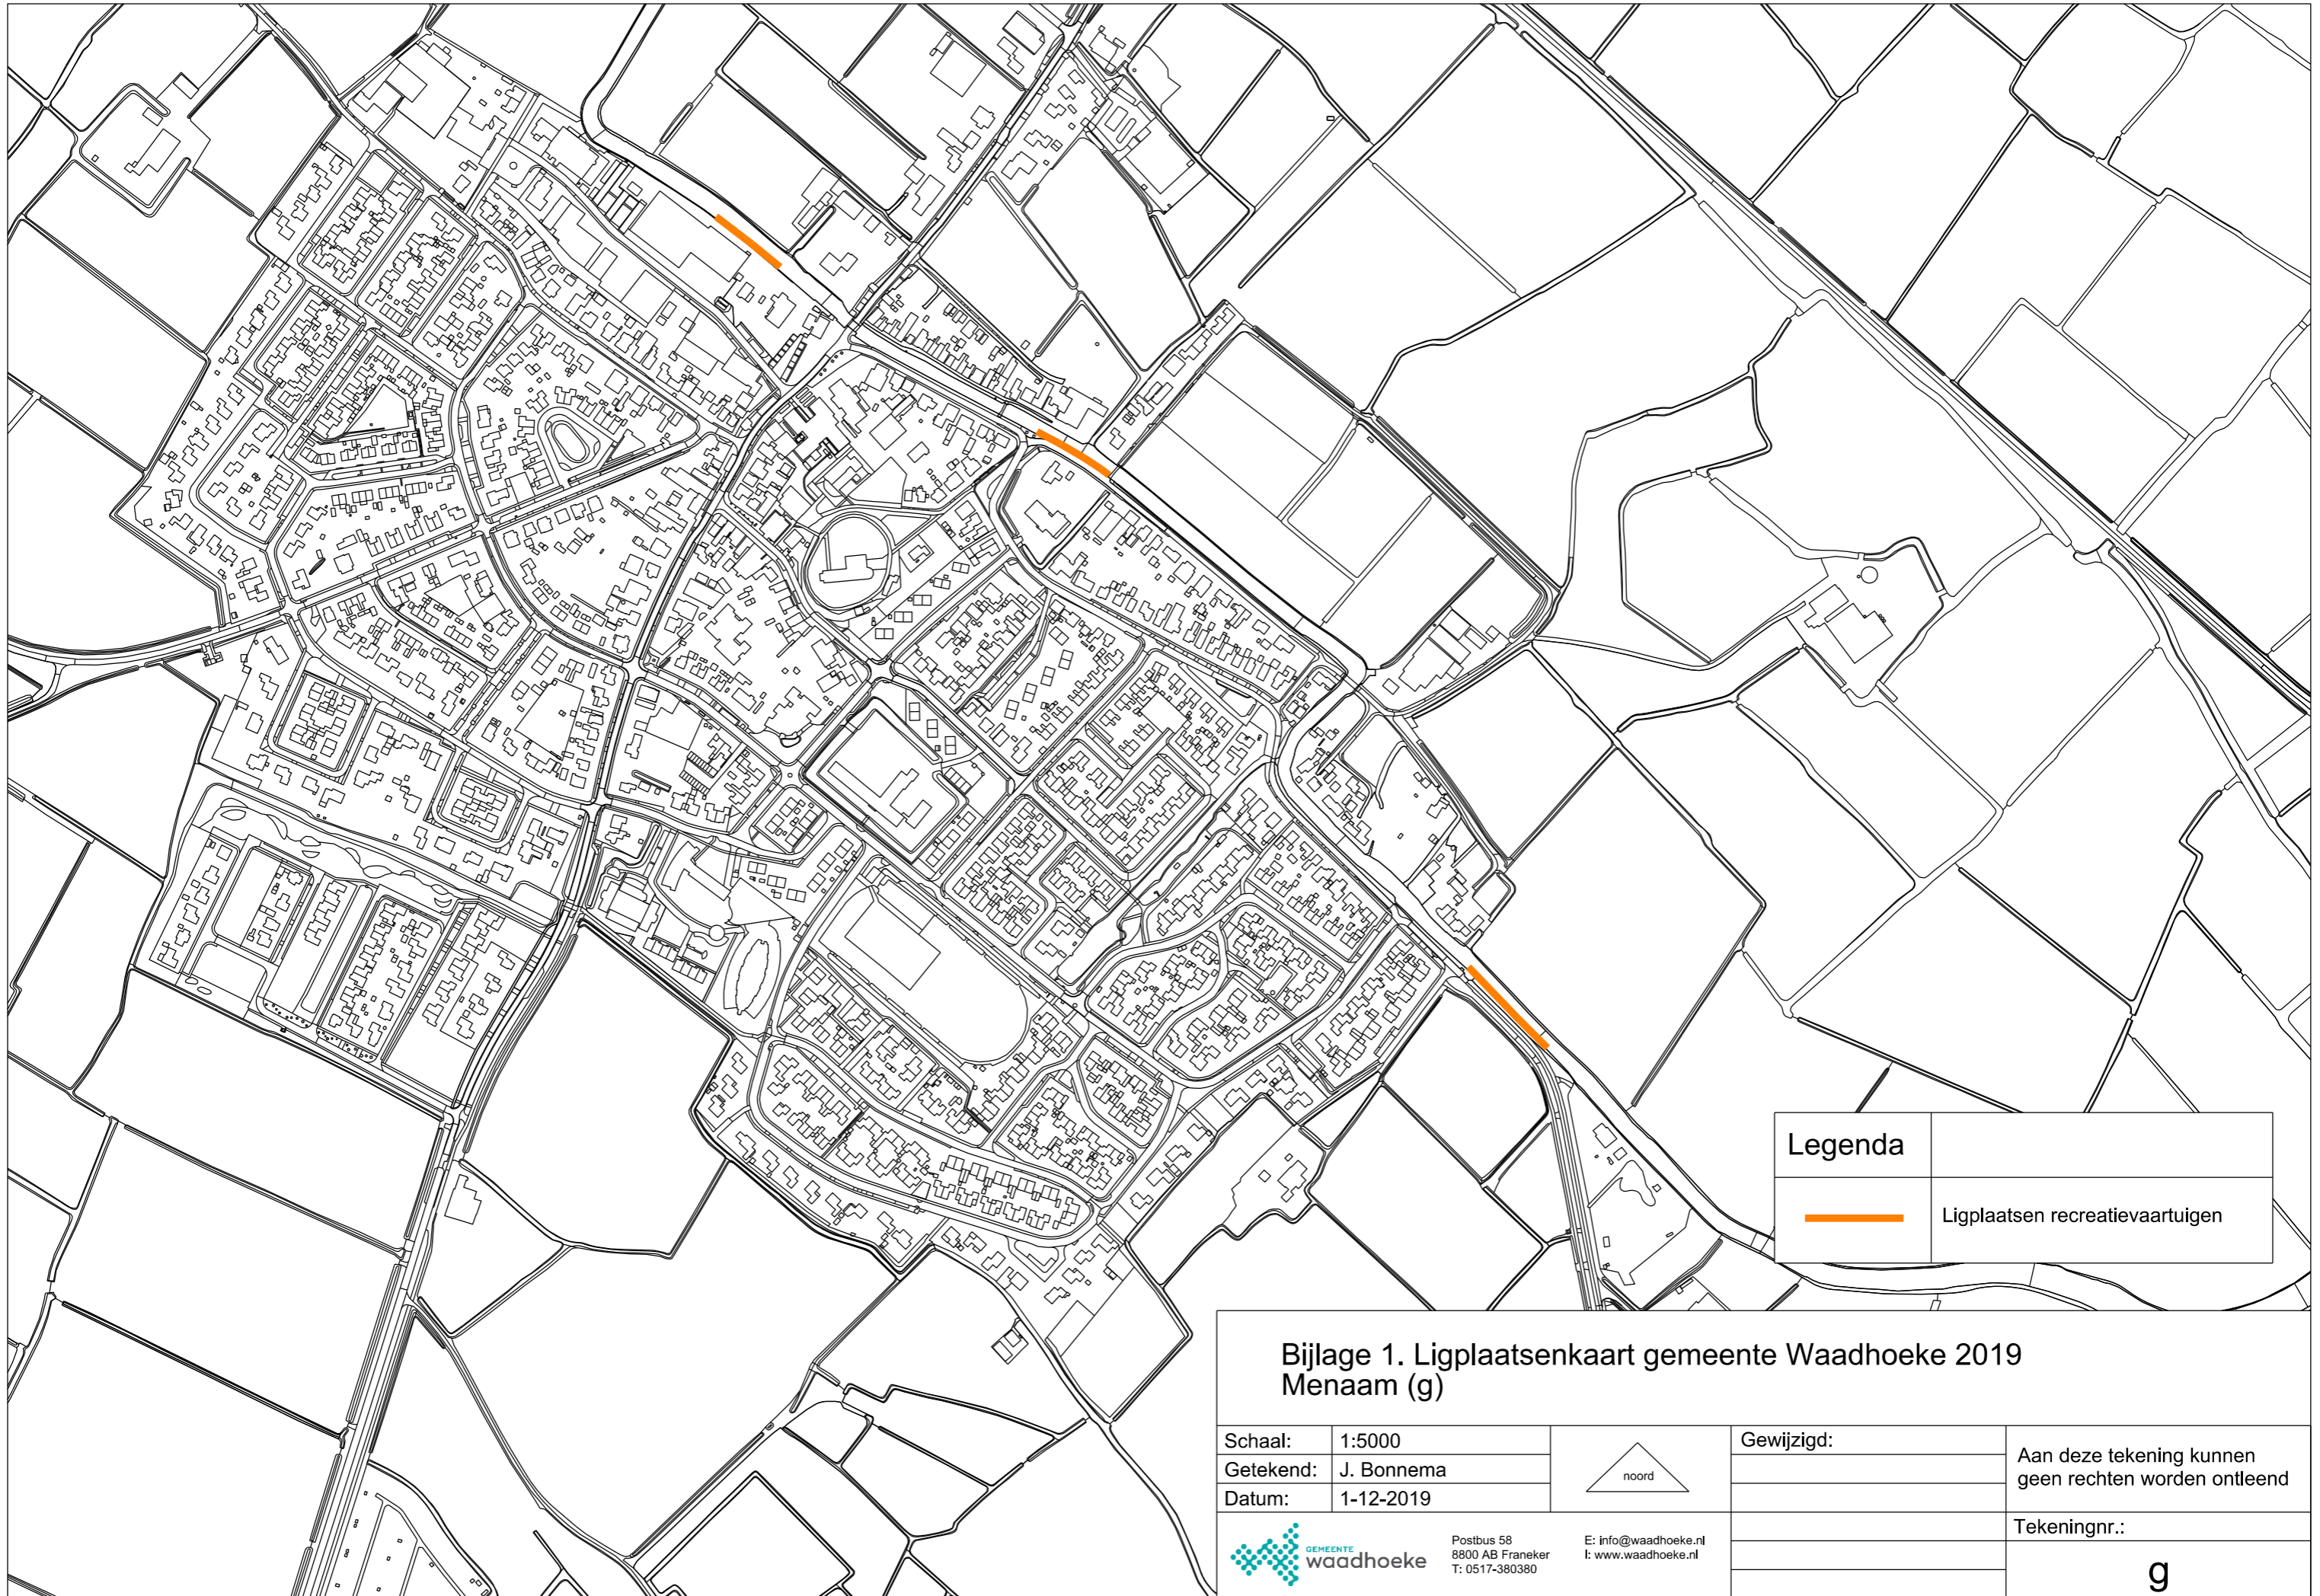 Legenda
Ligplaatsen recreatievaartuigen
Bijlage 1. Ligplaatsenkaart gemeente Waadhoeke 2019
Menaam (g)
Schaal: 1:5000
Getekend: J. Bonnema
Datum: 1-12-2019
noord
Gewijzigd:
Aan deze tekening kunnen
geen rechten worden ontleend
GEMEENTE
waadhoeke
Postbus 58
8800 AB Franeker
T: 0517-380380
E: info@waadhoeke.nl
I: www.waadhoeke.nl
Tekeningnr.:
g